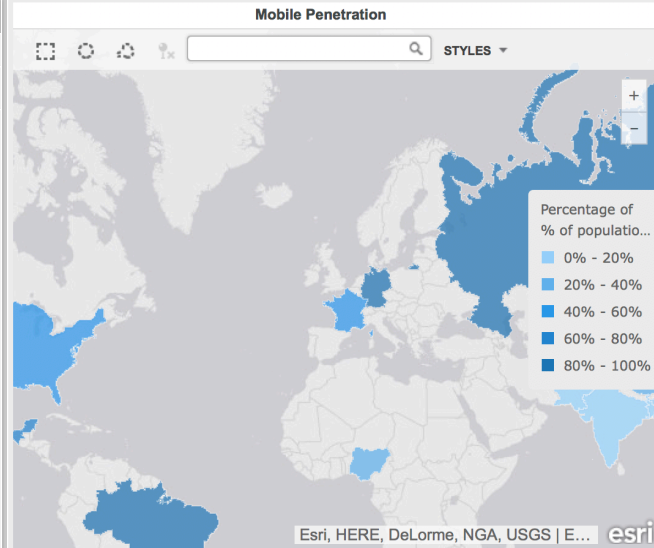 Mobile Penetration
STYLES
+
−
Percentage of
% of populatio...
0% - 20%
20% - 40%
40% - 60%
60% - 80%
80% - 100%
Esri, HERE, DeLorme, NGA, USGS | E...
esri